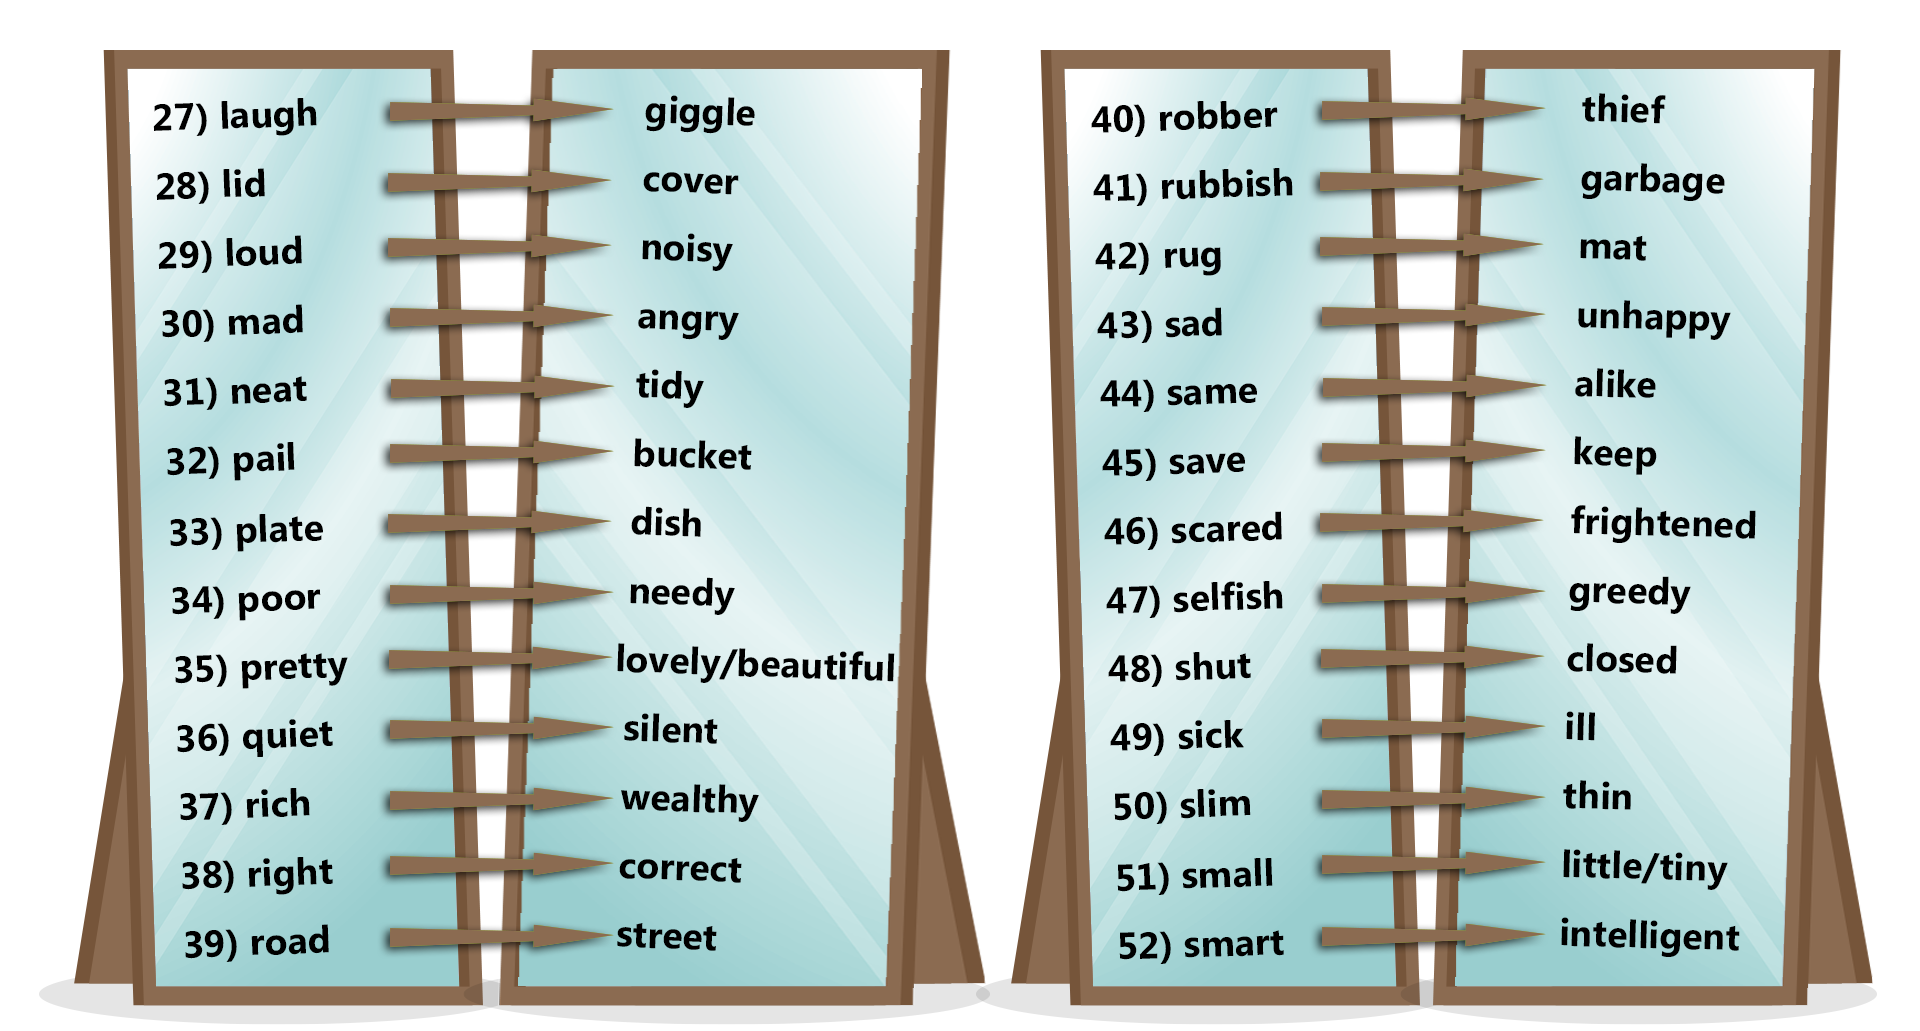 27) laugh giggle
28) lid cover
29) loud noisy
30) mad angry
31) neat tidy
32) pail bucket
33) plate dish
34) poor needy
35) pretty lovely/beautiful
36) quiet silent
37) rich wealthy
38) right correct
39) road street
40) robber thief
41) rubbish garbage
42) rug mat
43) sad unhappy
44) same alike
45) save keep
46) scared frightened
47) selfish greedy
48) shut closed
49) sick ill
50) slim thin
51) small little/tiny
52) smart intelligent